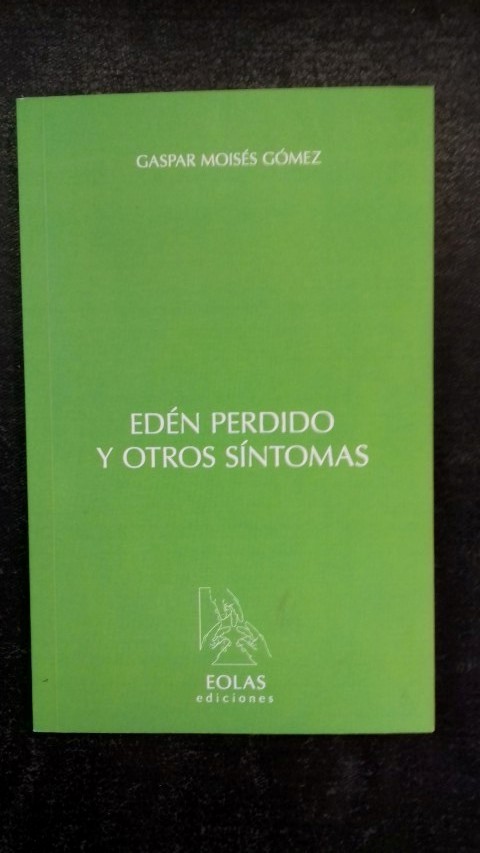 GASPAR MOISÉS GÓMEZ
EDÉN PERDIDO
Y OTROS SÍNTOMAS
EOLAS
ediciones